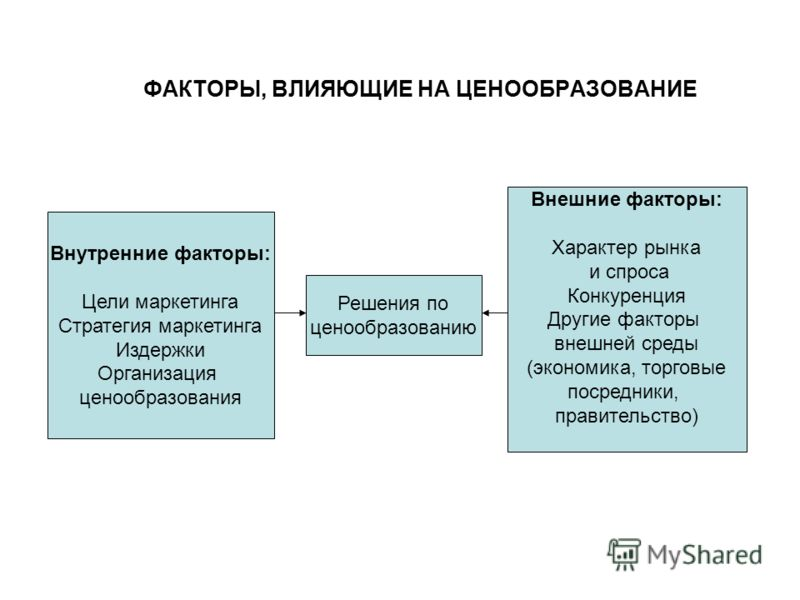 ФАКТОРЫ, ВЛИЯЮЩИЕ НА ЦЕНООБРАЗОВАНИЕ
Внутренние факторы:
Цели маркетинга
Стратегия маркетинга
Издержки
Организация
ценообразования
Решения по
ценообразованию
Внешние факторы:
Характер рынка
и спроса
Конкуренция
Другие факторы
внешней среды
(экономика, торговые
посредники,
правительство)
MyShared